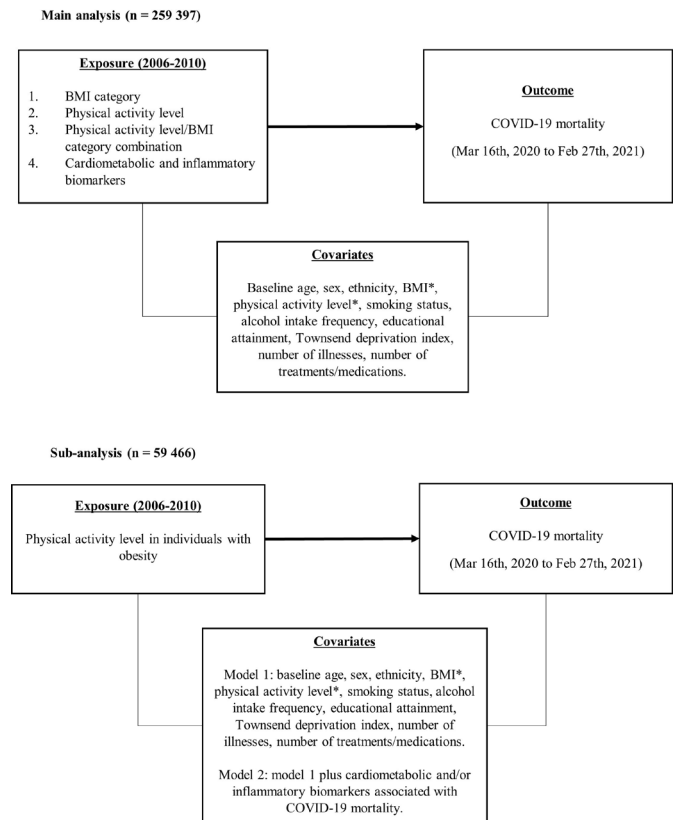 Main analysis (n = 259 397)
Exposure (2006-2010)
1. BMI category
2. Physical activity level
3. Physical activity level/BMI
category combination
4. Cardiometabolic and inflammatory
biomarkers
Outcome
COVID-19 mortality
(Mar 16th, 2020 to Feb 27th, 2021)
Covariates
Baseline age, sex, ethnicity, BMI*,
physical activity level*, smoking status,
alcohol intake frequency, educational
attainment, Townsend deprivation index,
number of illnesses, number of
treatments/medications.
Sub-analysis (n = 59 466)
Exposure (2006-2010)
Physical activity level in individuals with
obesity
Outcome
COVID-19 mortality
(Mar 16th, 2020 to Feb 27th, 2021)
Covariates
Model 1: baseline age, sex, ethnicity, BMI*,
physical activity level*, smoking status, alcohol
intake frequency, educational attainment,
Townsend deprivation index, number of
illnesses, number of treatments/medications.
Model 2: model 1 plus cardiometabolic and/or
inflammatory biomarkers associated with
COVID-19 mortality.